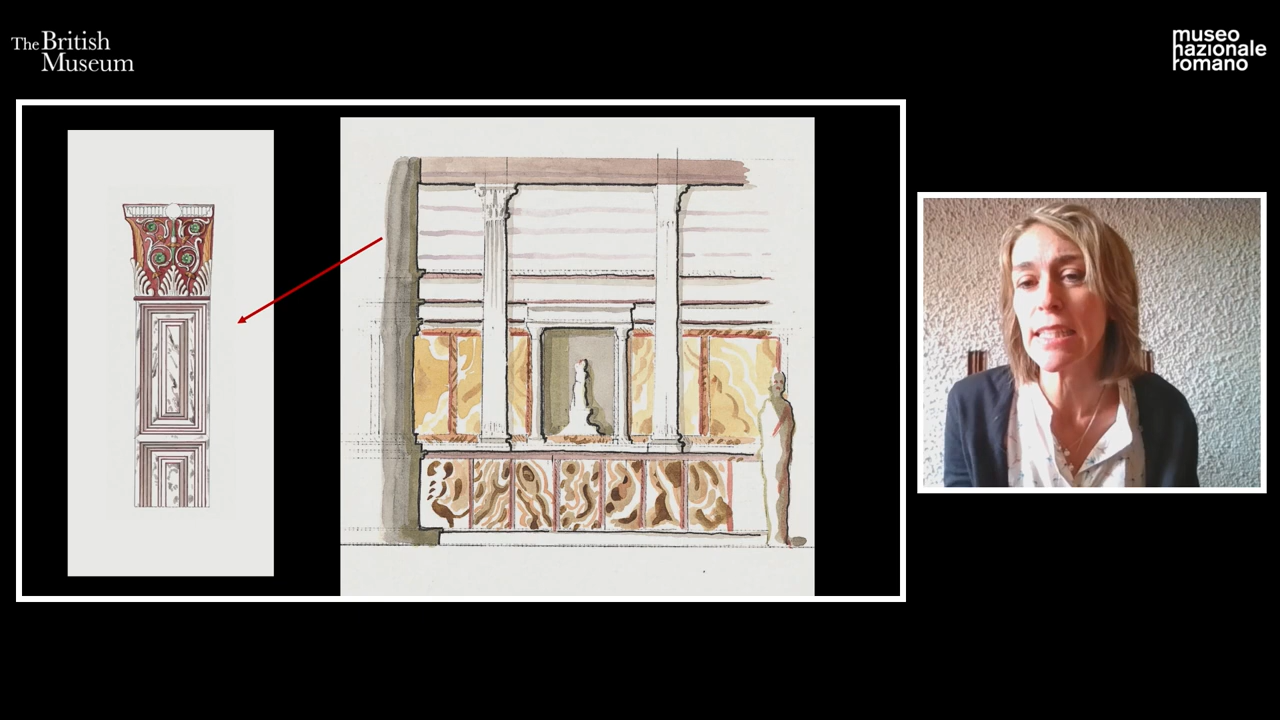 The British
Museum
museo
nazionale
romano